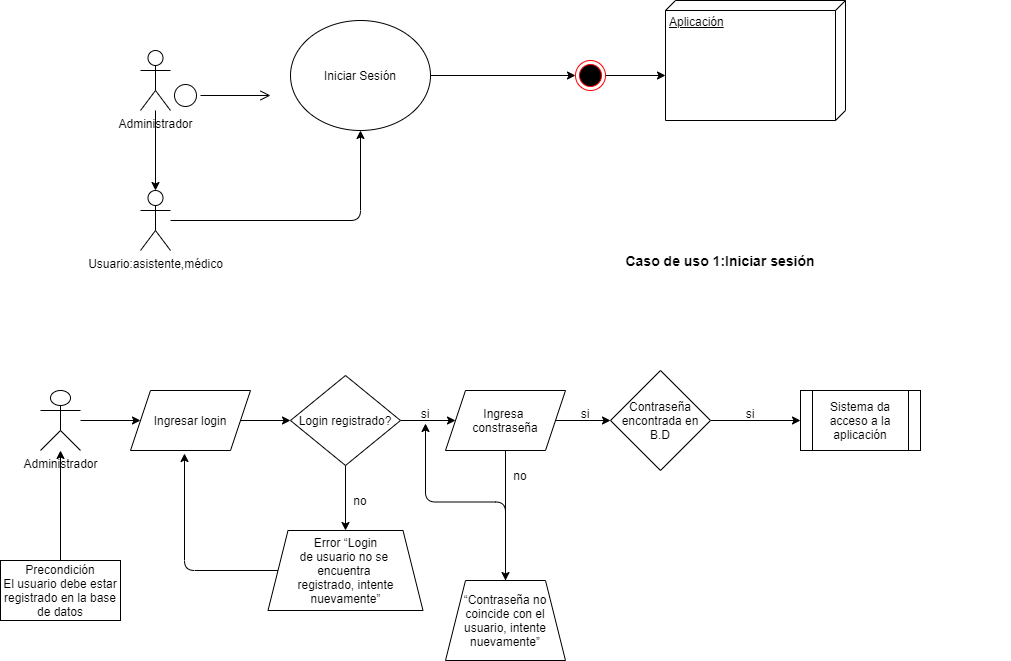 Aplicación
Iniciar Sesión
Administrador
Usuario:asistente,médico
Caso de uso 1:Iniciar sesión
Administrador
Ingresar login
Login registrado?
si
Ingresa
constraseña
si
Contraseña
encontrada en
B.D
si
Sistema da
acceso a la
aplicación
no
no
Precondición
El usuario debe estar
registrado en la base
de datos
Error “Login
de usuario no se
encuentra
registrado, intente
nuevamente”
“Contraseña no
coincide con el
usuario, intente
nuevamente”